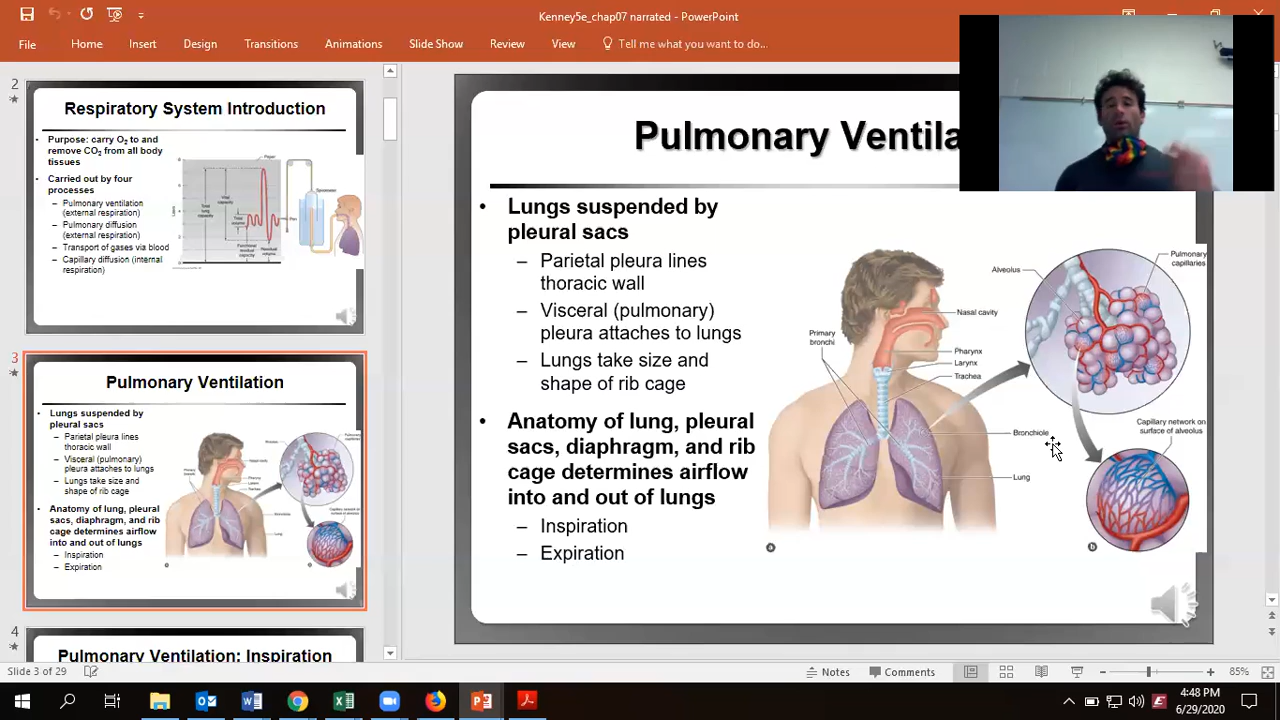 Kenney5e_chap07 narrated - PowerPoint
File
Home
Insert
Design
Transitions
Animations
Slide Show
Review
View
Tell me what you want to do...
2
Respiratory System Introduction
• Purpose: carry O2 to and
remove CO2 from all body
tissues
• Carried out by four
processes
– Pulmonary ventilation
(external respiration)
– Pulmonary diffusion
(external respiration)
– Transport of gases via blood
– Capillary diffusion (internal
respiration)
3
Pulmonary Ventilation
• Lungs suspended by
pleural sacs
– Parietal pleura lines
thoracic wall
– Visceral (pulmonary)
pleura attaches to lungs
– Lungs take size and
shape of rib cage
• Anatomy of lung, pleural
sacs, diaphragm, and rib
cage determines airflow
into and out of lungs
– Inspiration
– Expiration
4
Pulmonary Ventilation: Inspiration
Pulmonary Ventila
• Lungs suspended by
pleural sacs
– Parietal pleura lines
thoracic wall
– Visceral (pulmonary)
pleura attaches to lungs
– Lungs take size and
shape of rib cage
• Anatomy of lung, pleural
sacs, diaphragm, and rib
cage determines airflow
into and out of lungs
– Inspiration
– Expiration
Alveolus
Pulmonary
capillaries
Nasal cavity
Primary
bronchi
Pharynx
Larynx
Trachea
Bronchiole
Capillary network on
surface of alveolus
Lung
a
b
Slide 3 of 29
Notes
Comments
85%
4:48 PM
6/29/2020